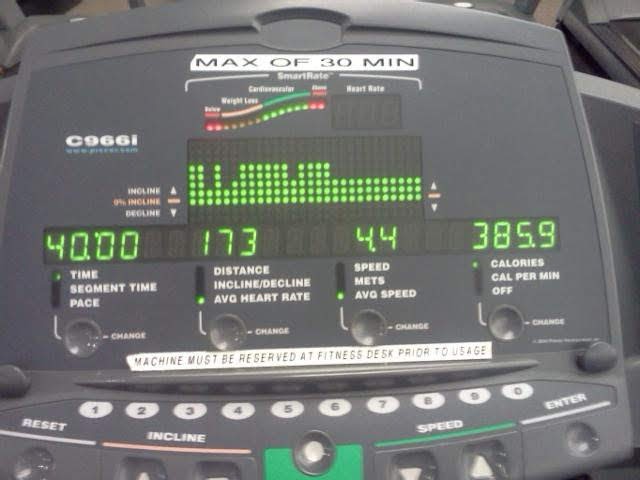 MAX OF 30 MIN
SmartRate™
Cardiovascular
Above
Heart Rate
Weight Loss
Below
C966i
www.precor.com
INCLINE
0% INCLINE
DECLINE
40.00 173 4.4 385.9
TIME
SEGMENT TIME
PACE
DISTANCE
INCLINE/DECLINE
AVG HEART RATE
SPEED
METS
AVG SPEED
CALORIES
CAL PER MIN
OFF
CHANGE CHANGE CHANGE CHANGE
MACHINE MUST BE RESERVED AT FITNESS DESK PRIOR TO USAGE
1 2 3 4 5 6 7 8 9 0
RESET INCLINE SPEED ENTER